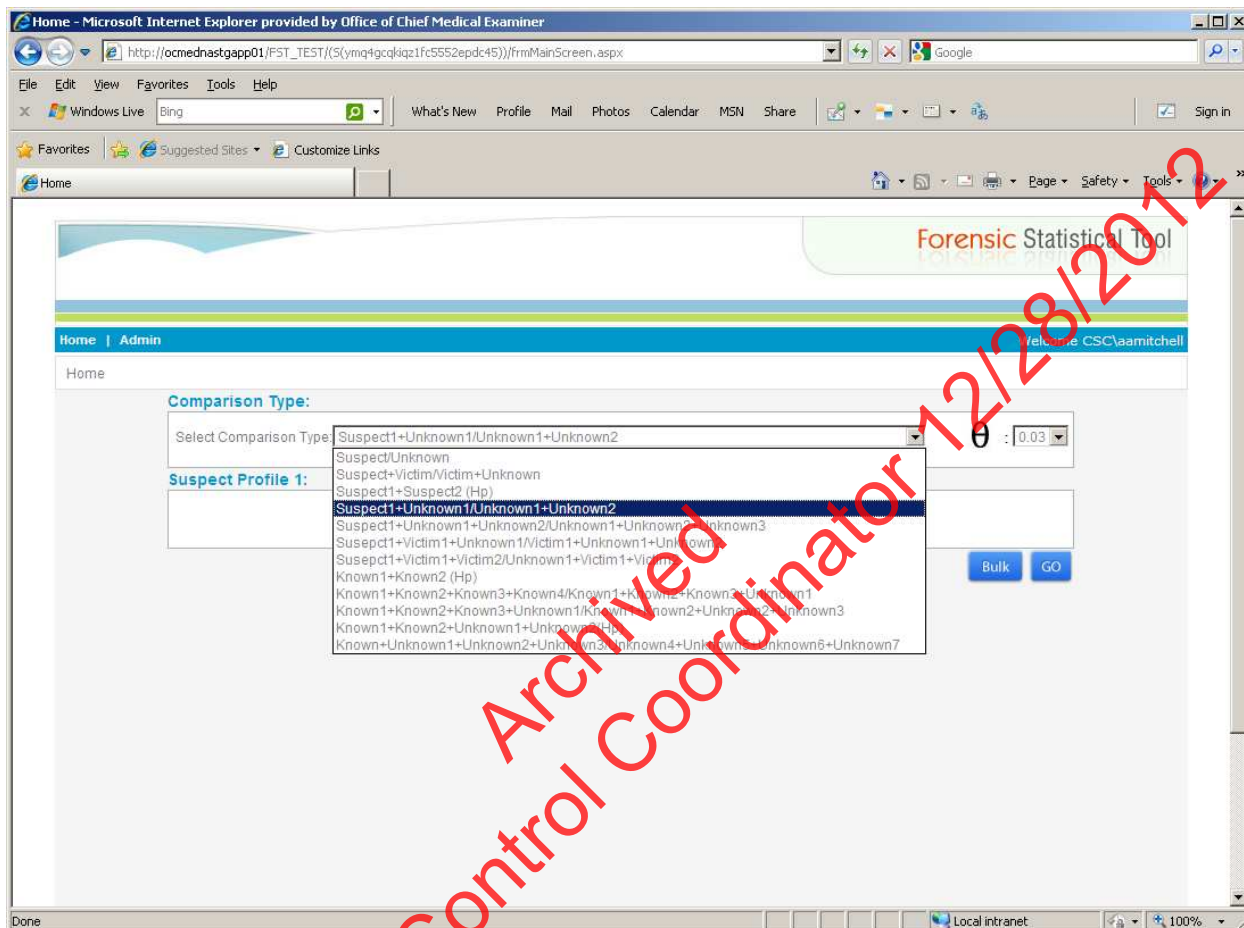 Home - Microsoft Internet Explorer provided by Office of Chief Medical Examiner
http://ocmednastgapp01/FST_TEST/(S(ymq4gcqkiqz1fc5552epdc45))/frmMainScreen.aspx
Google
File Edit View Favorites Tools Help
X Windows Live Bing What's New Profile Mail Photos Calendar MSN Share Sign in
Favorites Suggested Sites Customize Links
Home Page Safety Tools
Forensic Statistical Tool
Home | Admin Welcome CSC\aamitchell
Home
Comparison Type:
Select Comparison Type: Suspect1+Unknown1/Unknown1+Unknown2 θ : 0.03
Suspect/Unknown
Suspect+Victim/Victim+Unknown
Suspect Profile 1:
Suspect1+Suspect2 (Hp)
Suspect1+Unknown1/Unknown1+Unknown2
Suspect1+Unknown1+Unknown2/Unknown1+Unknown2+Unknown3
Susepct1+Victim1+Unknown1/Victim1+Unknown1+Unknown2
Susepct1+Victim1+Victim2/Unknown1+Victim1+Victim2
Known1+Known2 (Hp)
Known1+Known2+Known3+Known4/Known1+Known2+Known3+Unknown1
Known1+Known2+Known3+Unknown1/Known1+Known2+Unknown2+Unknown3
Known1+Known2+Unknown1+Unknown2(Hp)
Known+Unknown1+Unknown2+Unknown3/Unknown4+Unknown5+Unknown6+Unknown7
Bulk GO
Archived
Control Coordinator 12/28/2012
Done Local intranet 100%